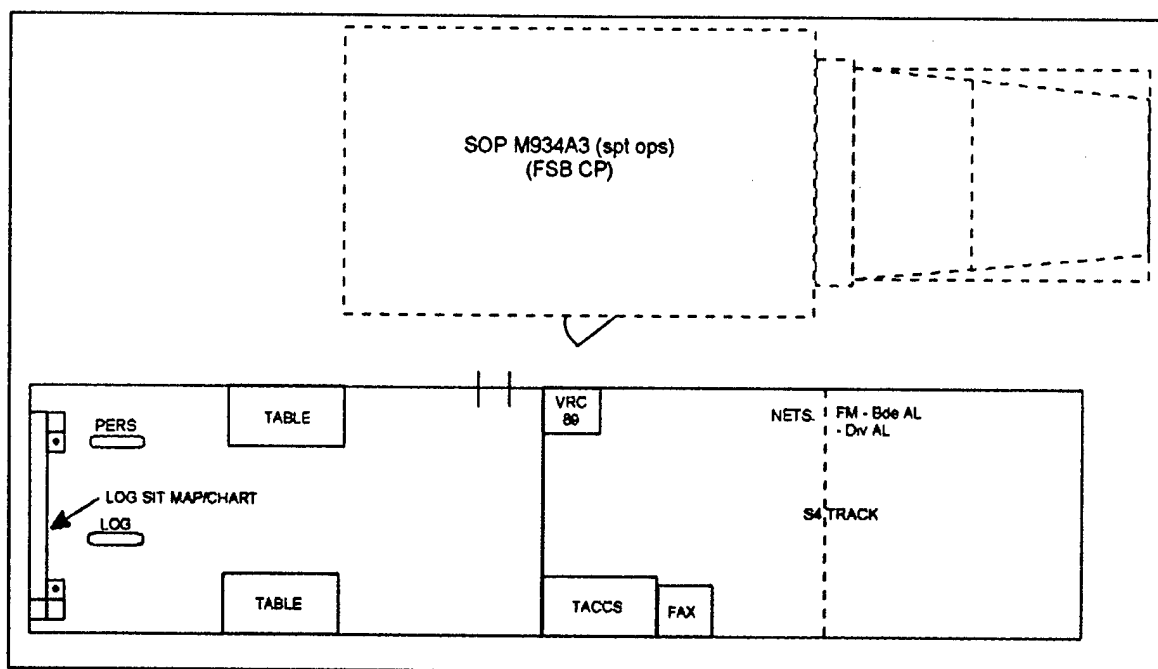 SOP M934A3 (spt ops)
(FSB CP)
PERS
TABLE
VRC
89
NETS.
FM - Bde AL
- Div AL
LOG SIT MAP/CHART
LOG
S4 TRACK
TABLE
TACCS
FAX